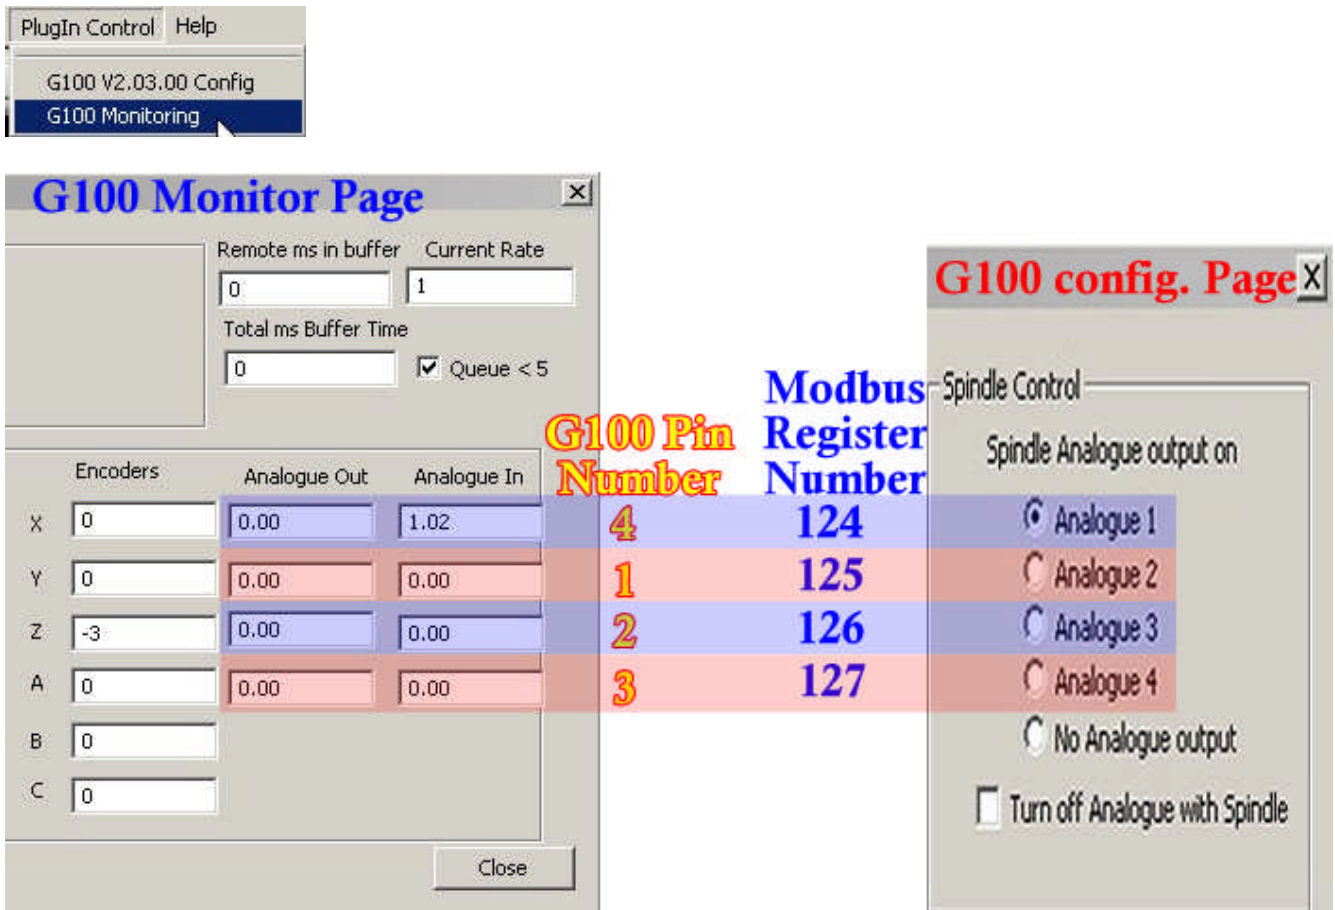 PlugIn Control Help
G100 V2.03.00 Config
G100 Monitoring
G100 Monitor Page
Remote ms in buffer Current Rate
0 1
Total ms Buffer Time
0 Queue < 5
Encoders Analogue Out Analogue In
G100 Pin
Number
Modbus
Register
Number
X 0 0.00 1.02 4 124
Y 0 0.00 0.00 1 125
Z -3 0.00 0.00 2 126
A 0 0.00 0.00 3 127
B 0
C 0
Close
G100 config. Page X
Spindle Control
Spindle Analogue output on
Analogue 1
Analogue 2
Analogue 3
Analogue 4
No Analogue output
Turn off Analogue with Spindle